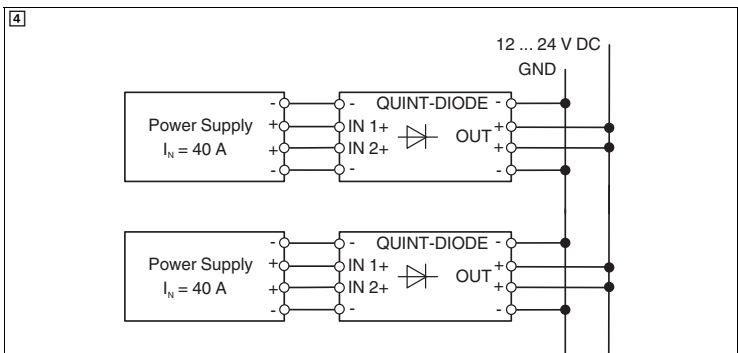 4
12 ... 24 V DC
GND
- - QUINT-DIODE -
Power Supply + IN 1+ OUT +
I_N = 40 A + IN 2+ +
- - -
- - QUINT-DIODE -
Power Supply + IN 1+ OUT +
I_N = 40 A + IN 2+ +
- - -